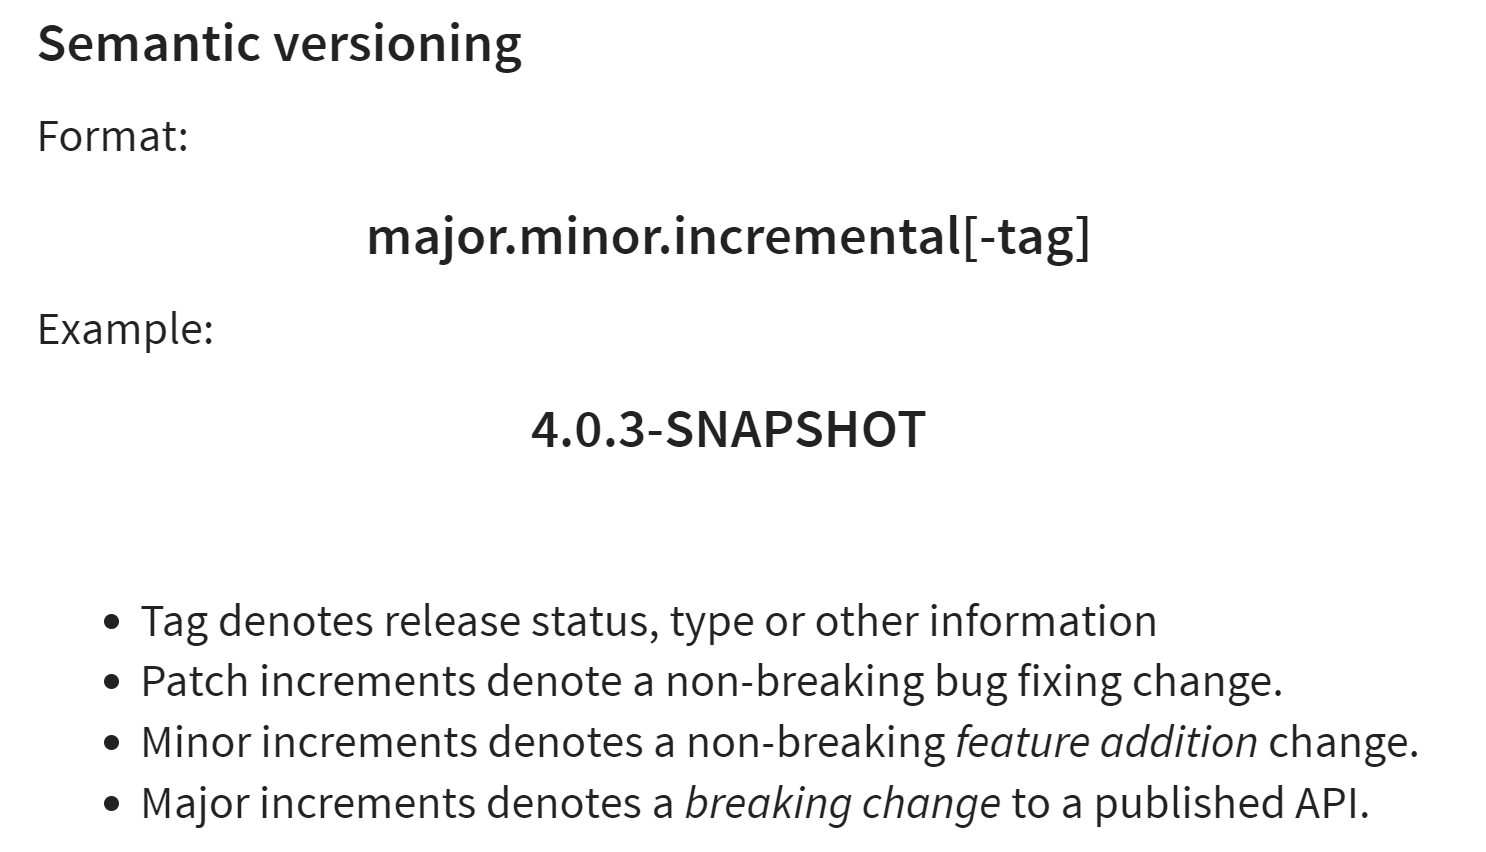 Semantic versioning
Format:
major.minor.incremental[-tag]
Example:
4.0.3-SNAPSHOT
• Tag denotes release status, type or other information
• Patch increments denote a non-breaking bug fixing change.
• Minor increments denotes a non-breaking feature addition change.
• Major increments denotes a breaking change to a published API.